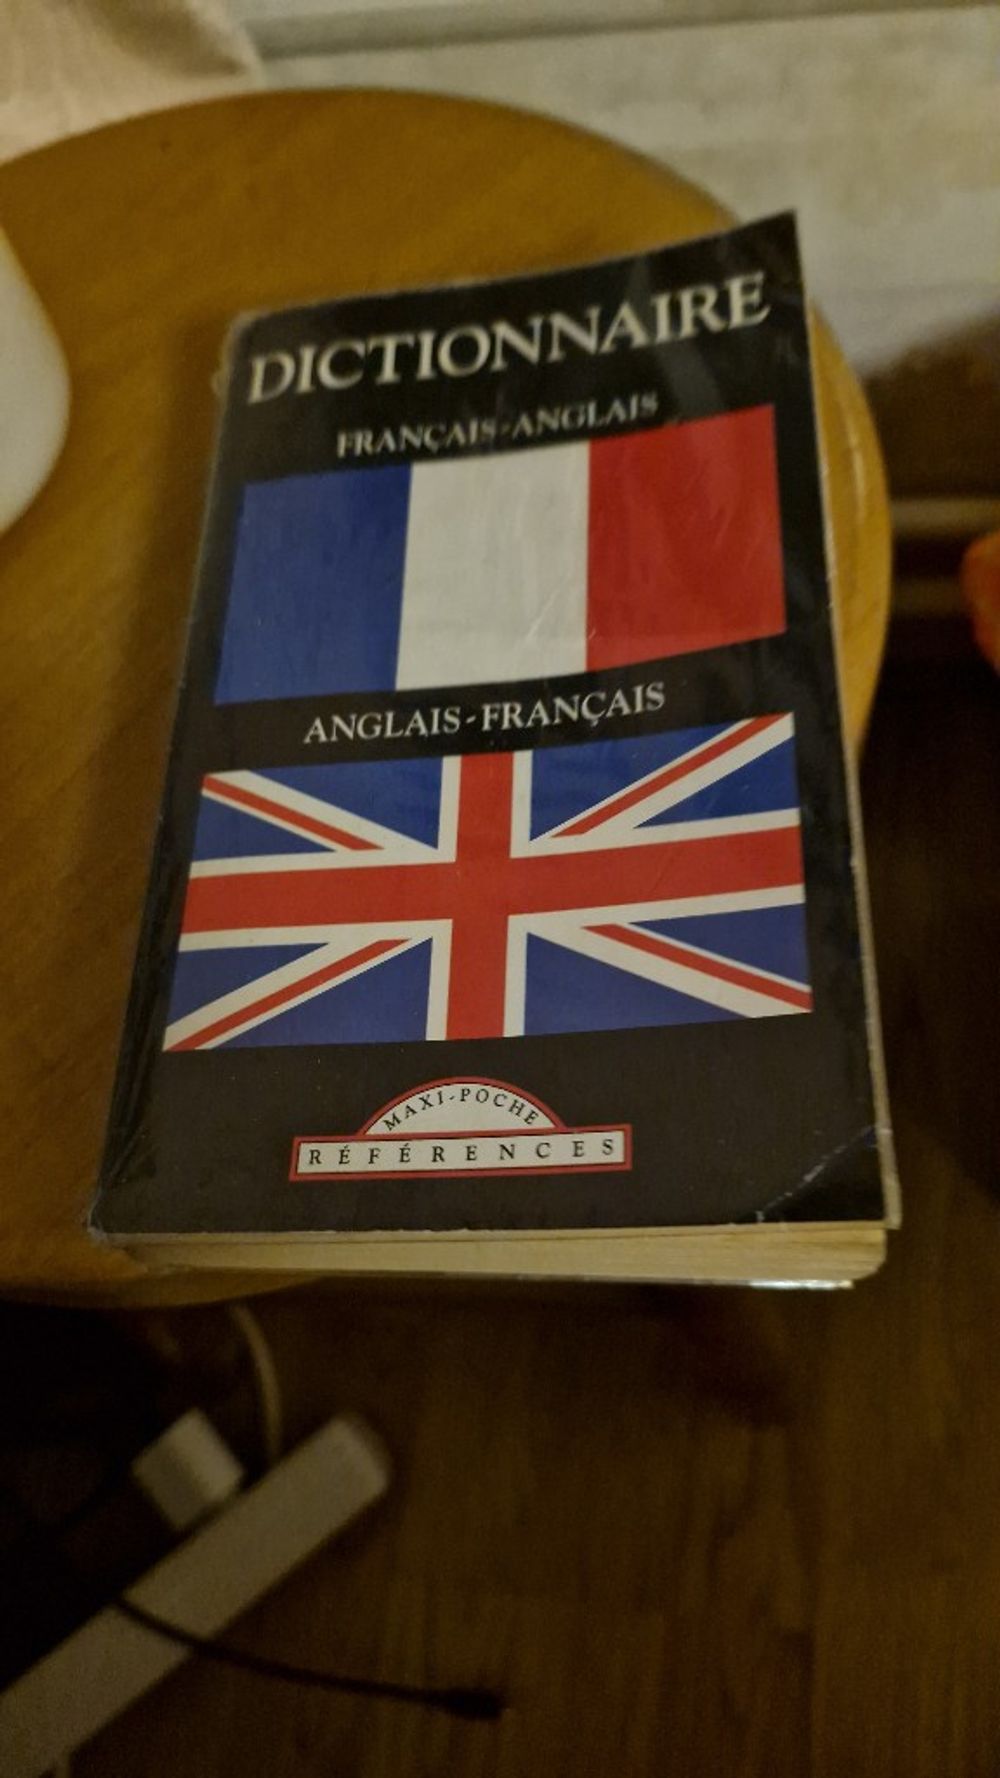 DICTIONNAIRE
FRANÇAIS-ANGLAIS
ANGLAIS-FRANÇAIS
MAXI-POCHE
RÉFÉRENCES